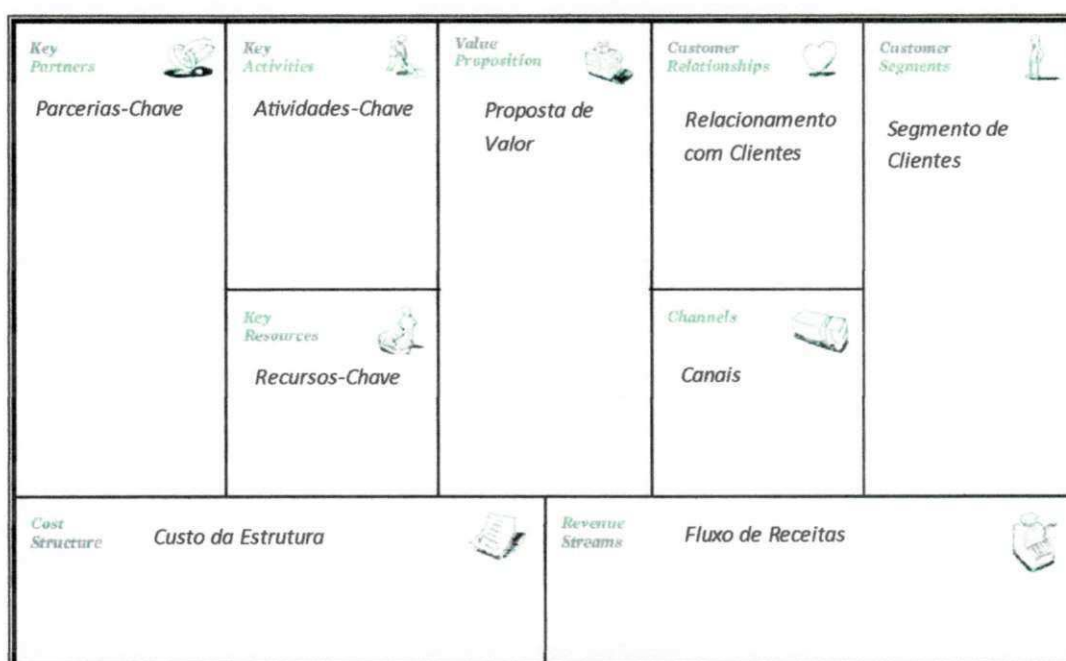 Key
Partners
Parcerias-Chave
Key
Activities
Atividades-Chave
Key
Resources
Recursos-Chave
Value
Proposition
Proposta de
Valor
Customer
Relationships
Relacionamento
com Clientes
Channels
Canais
Customer
Segments
Segmento de
Clientes
Cost
Structure
Custo da Estrutura
Revenue
Streams
Fluxo de Receitas